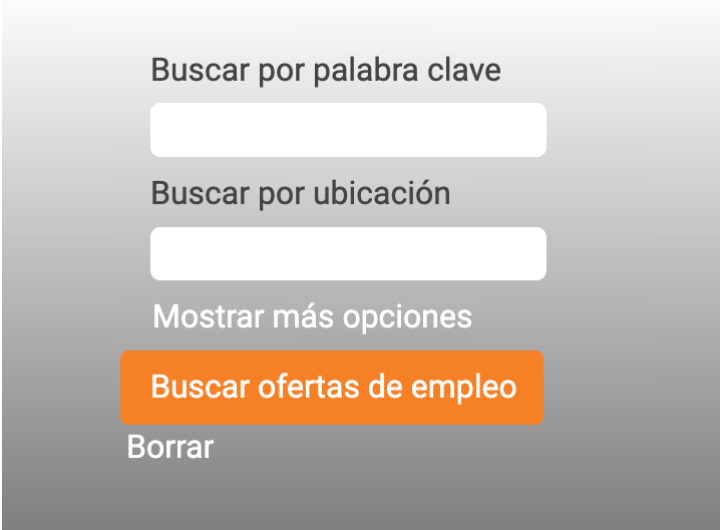 Buscar por palabra clave
Buscar por ubicación
Mostrar más opciones
Buscar ofertas de empleo
Borrar